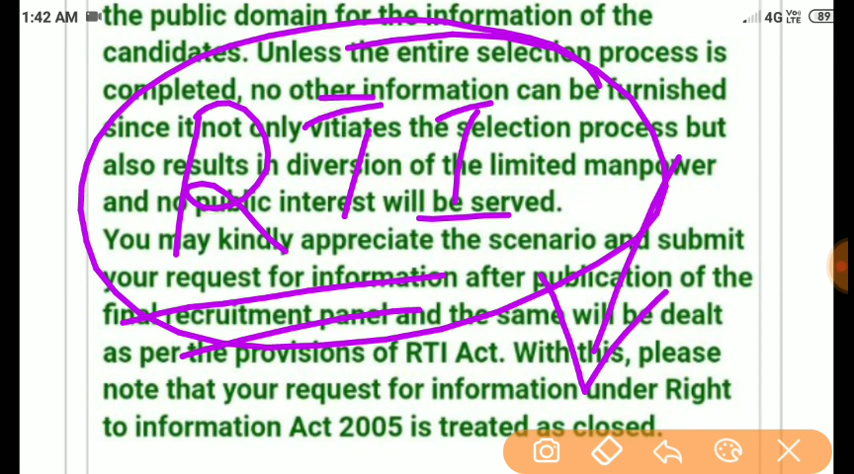 the public domain for the information of the
1:42 AM 4G VoD LTE 89
candidates. Unless the entire selection process is
completed, no other information can be furnished
since it not only vitiates the selection process but
also results in diversion of the limited manpower
and no public interest will be served.
RTI
You may kindly appreciate the scenario and submit
your request for information after publication of the
final recruitment panel and the same will be dealt
as per the provisions of RTI Act. With this, please
note that your request for information under Right
to information Act 2005 is treated as closed.